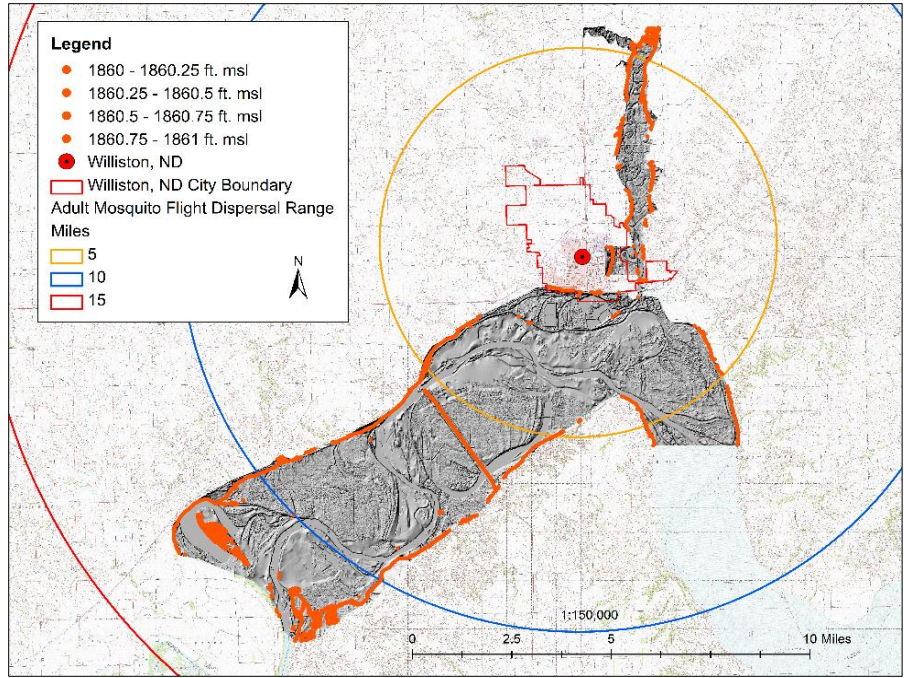 Legend
1860 - 1860.25 ft. msl
1860.25 - 1860.5 ft. msl
1860.5 - 1860.75 ft. msl
1860.75 - 1861 ft. msl
Williston, ND
Williston, ND City Boundary
Adult Mosquito Flight Dispersal Range
Miles
5
10
15
N
1:150,000
0 2.5 5 10 Miles